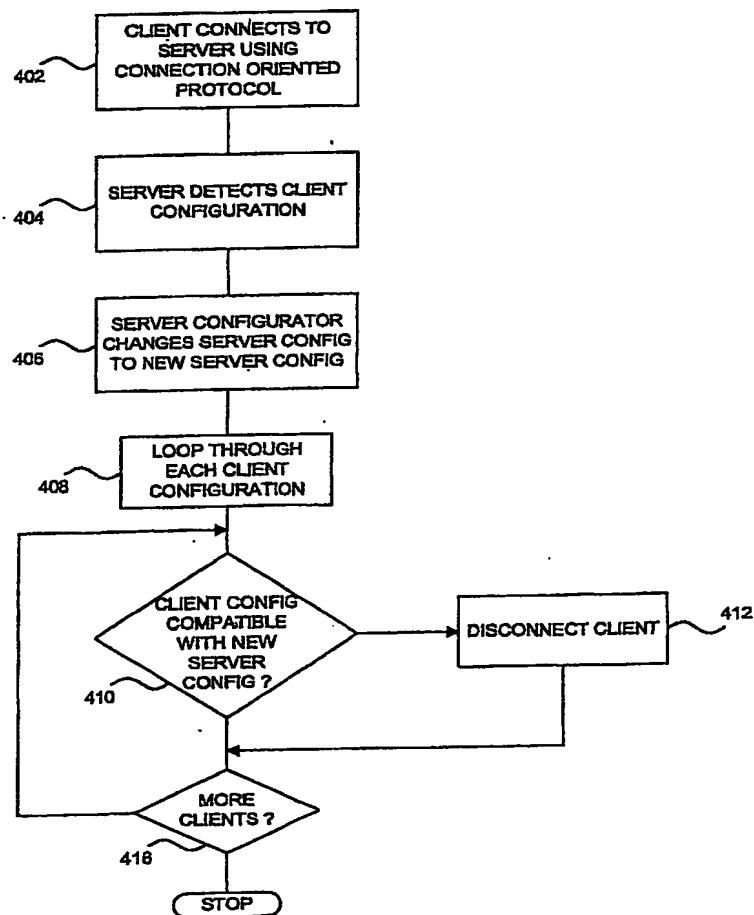 CLIENT CONNECTS TO
SERVER USING
CONNECTION ORIENTED
PROTOCOL
402
SERVER DETECTS CLIENT
CONFIGURATION
404
SERVER CONFIGURATOR
CHANGES SERVER CONFIG
TO NEW SERVER CONFIG
406
LOOP THROUGH
EACH CLIENT
CONFIGURATION
408
CLIENT CONFIG
COMPATIBLE
WITH NEW
SERVER
CONFIG ?
410
DISCONNECT CLIENT
412
MORE
CLIENTS ?
416
STOP